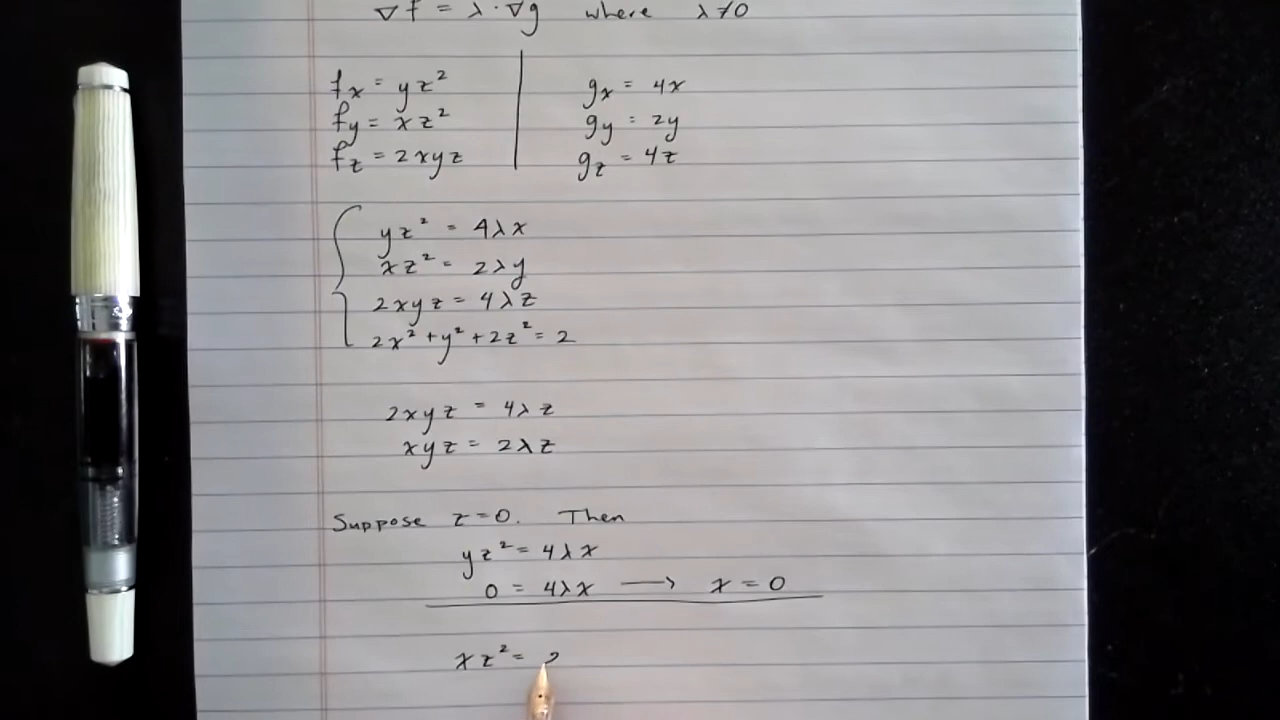 ∇f = λ·∇g where λ≠0
fx = yz² gx = 4x
fy = xz² gy = 2y
fz = 2xyz gz = 4z
yz² = 4λx
xz² = 2λy
2xyz = 4λz
2x² + y² + 2z² = 2
2xyz = 4λz
xyz = 2λz
Suppose z=0. Then
yz² = 4λx
0 = 4λx → x = 0
xz² = 2